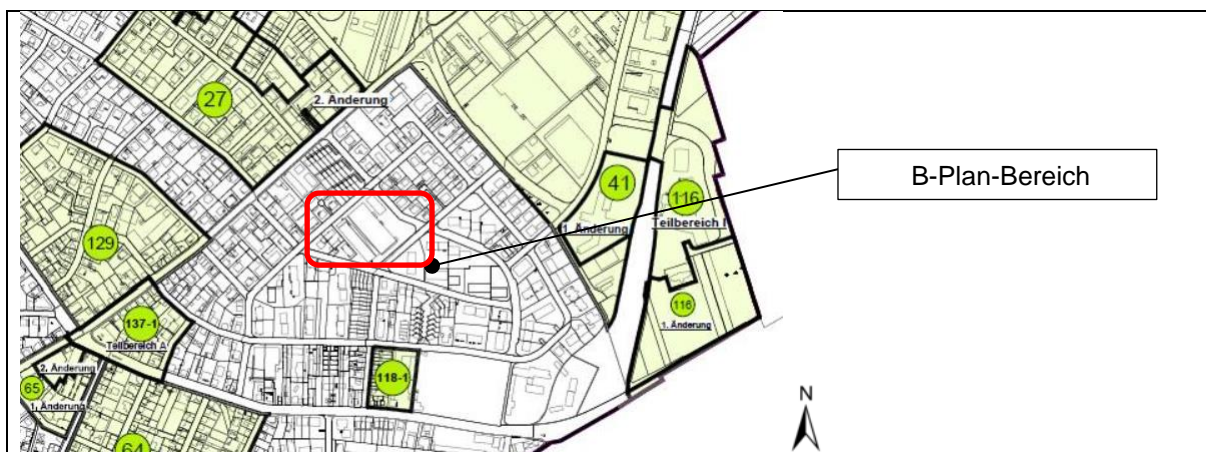 27
2. Änderung
B-Plan-Bereich
41
116
1. Änderung
Teilbereich I
129
116
1. Änderung
137-1
Teilbereich A
2. Änderung
118-1
65
1. Änderung
64
N